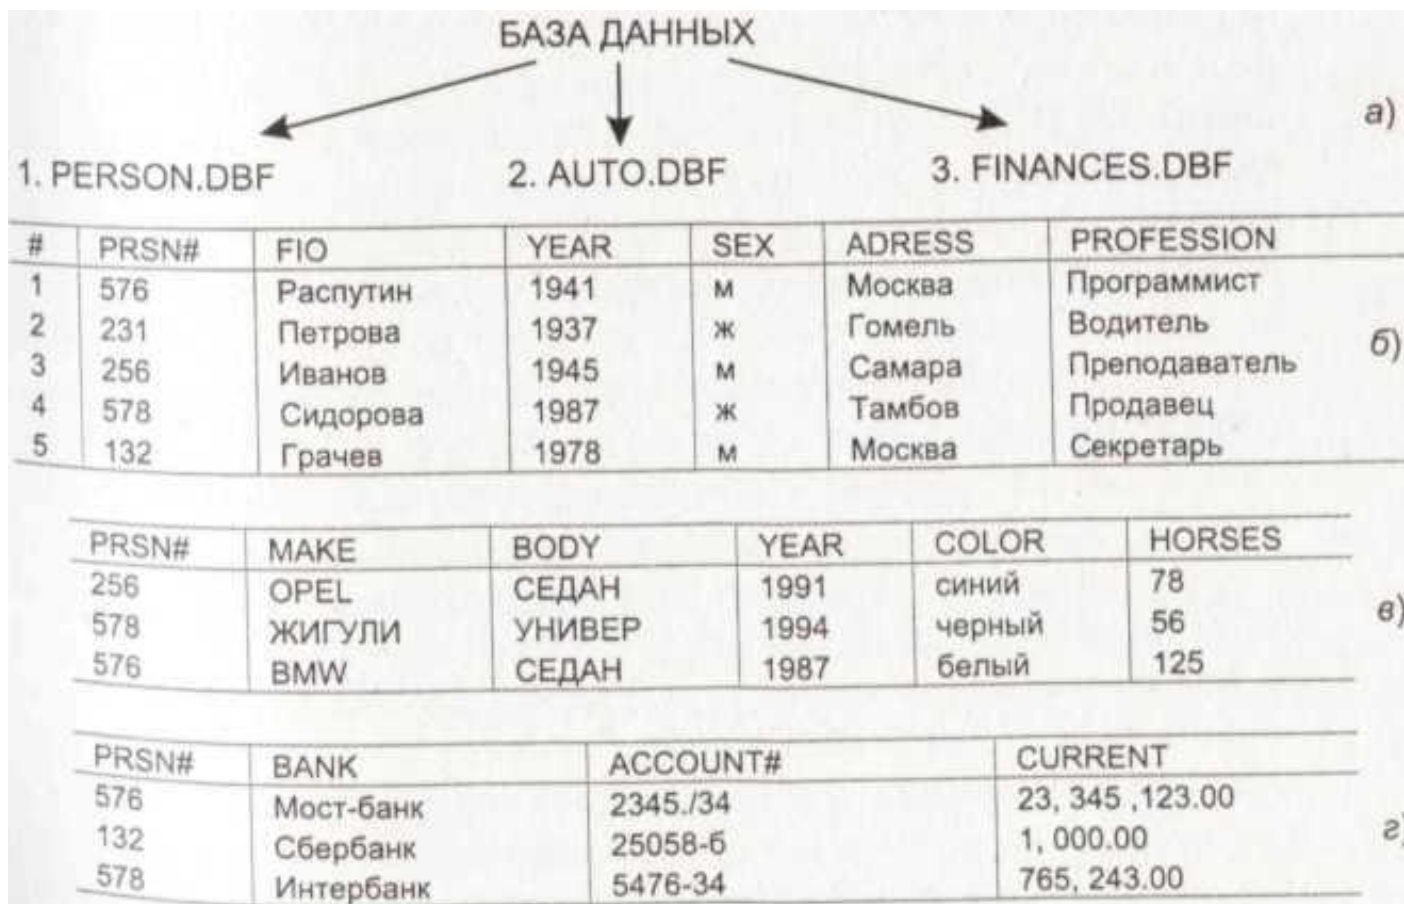 БАЗА ДАННЫХ
а)
1. PERSON.DBF 2. AUTO.DBF 3. FINANCES.DBF
# PRSN# FIO YEAR SEX ADRESS PROFESSION
1 576 Распутин 1941 м Москва Программист
2 231 Петрова 1937 ж Гомель Водитель
б)
3 256 Иванов 1945 м Самара Преподаватель
4 578 Сидорова 1987 ж Тамбов Продавец
5 132 Грачев 1978 м Москва Секретарь
PRSN# MAKE BODY YEAR COLOR HORSES
256 OPEL СЕДАН 1991 синий 78
578 ЖИГУЛИ УНИВЕР 1994 черный 56
в)
576 BMW СЕДАН 1987 белый 125
PRSN# BANK ACCOUNT# CURRENT
576 Мост-банк 2345./34 23, 345 ,123.00
132 Сбербанк 25058-б 1, 000.00
г)
578 Интербанк 5476-34 765, 243.00